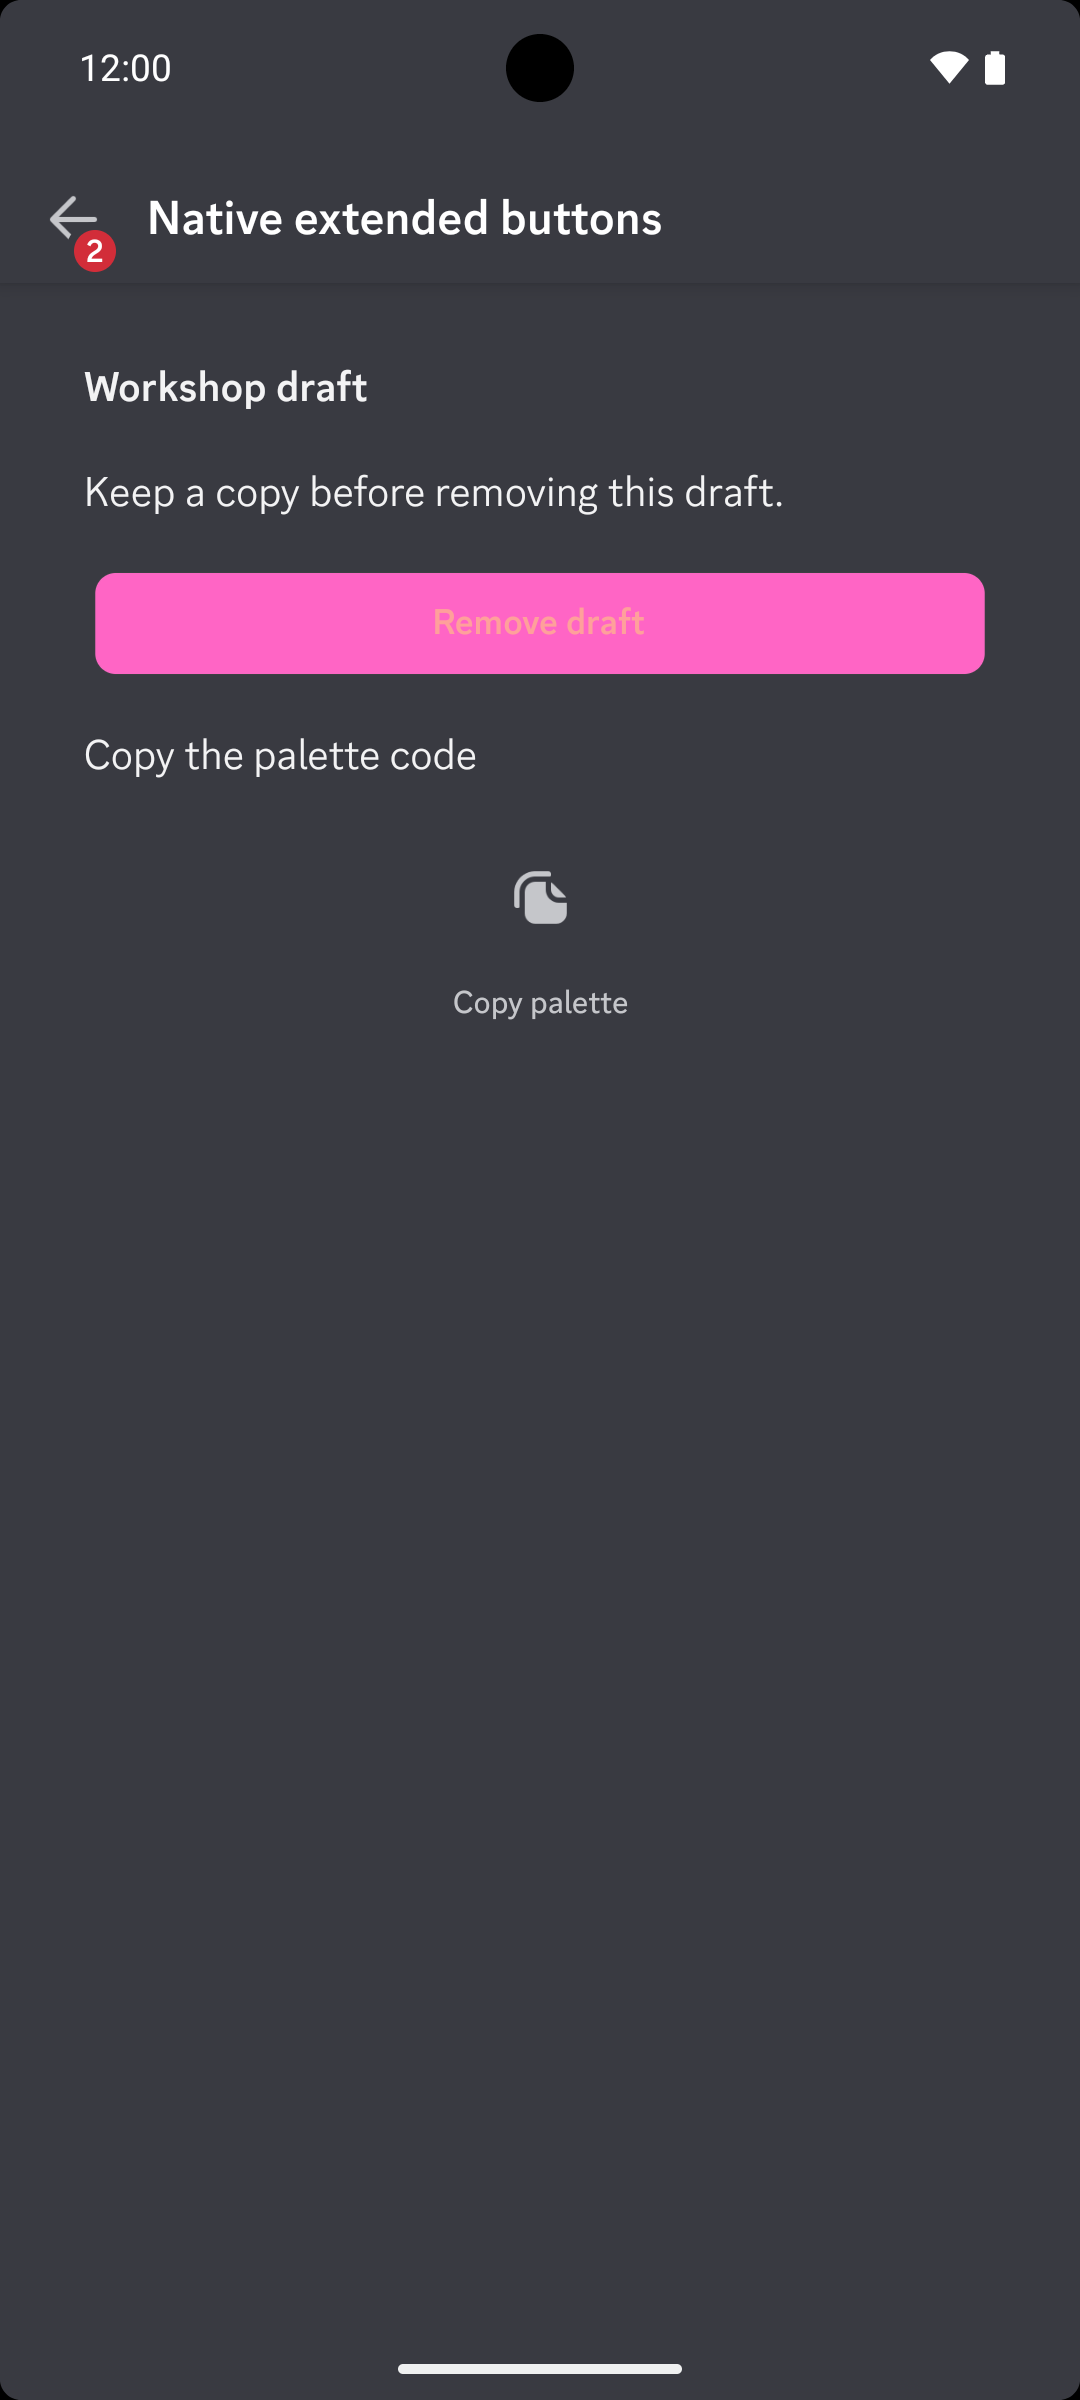 12:00
Native extended buttons
2
Workshop draft
Keep a copy before removing this draft.
Remove draft
Copy the palette code
Copy palette